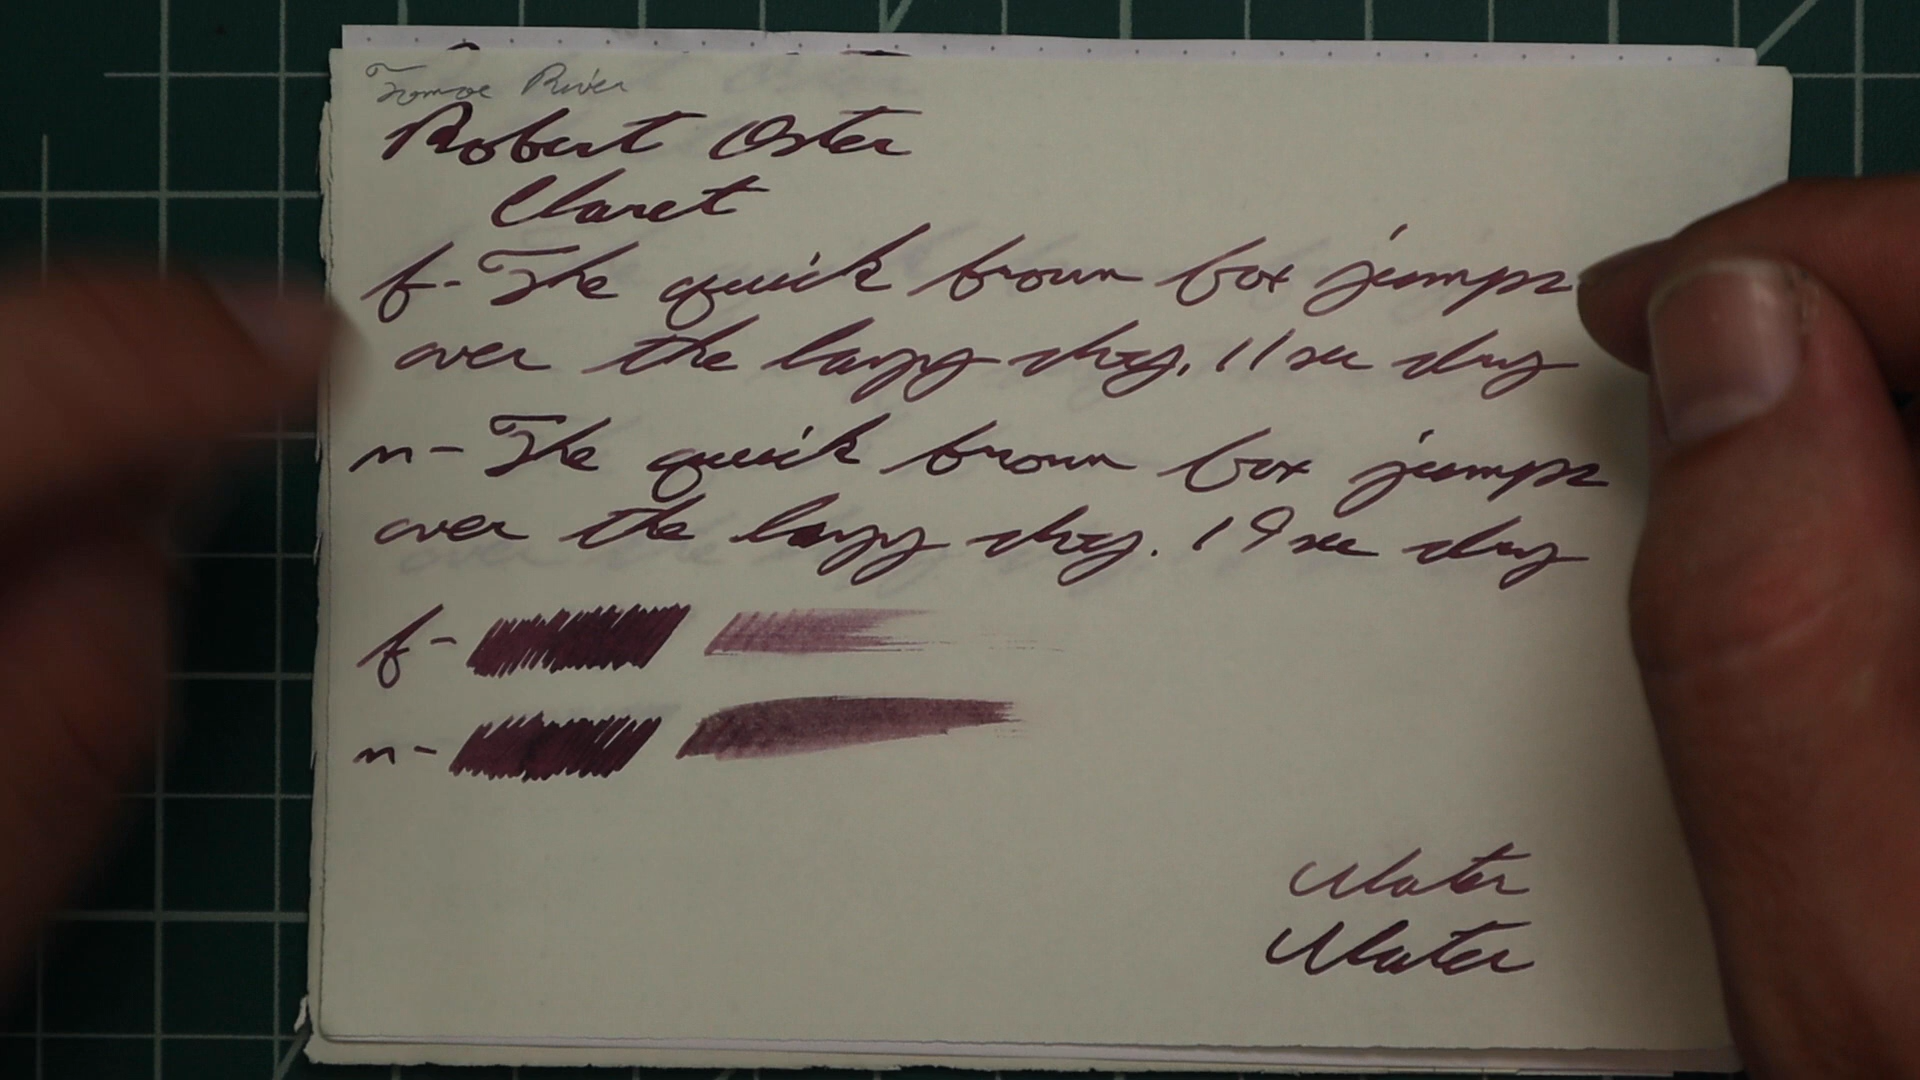 Tomoe River
Robert Oster
Claret
f- The quick brown fox jumps
over the lazy dog. 11 sec dry
m- The quick brown fox jumps
over the lazy dog. 19 sec dry
f-
m-
Water
Water